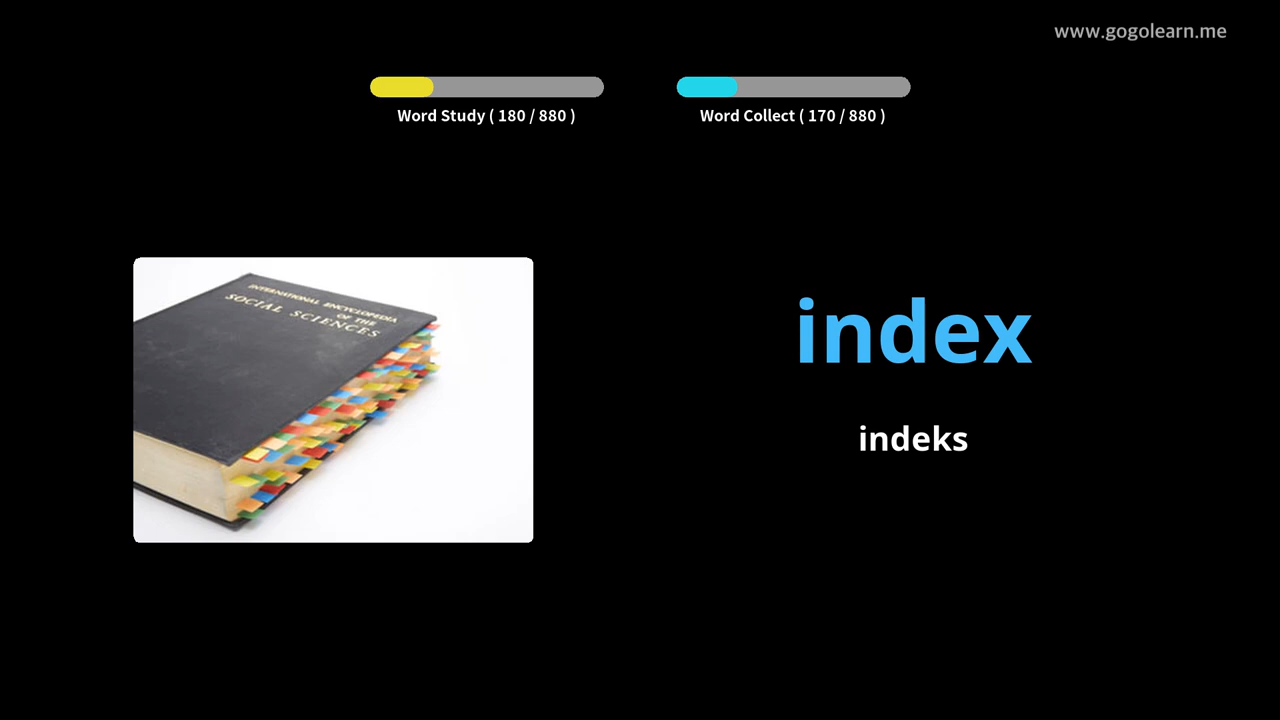 www.gogolearn.me
Word Study ( 180 / 880 )
Word Collect ( 170 / 880 )
INTERNATIONAL ENCYCLOPEDIA
OF THE
SOCIAL SCIENCES
index
indeks